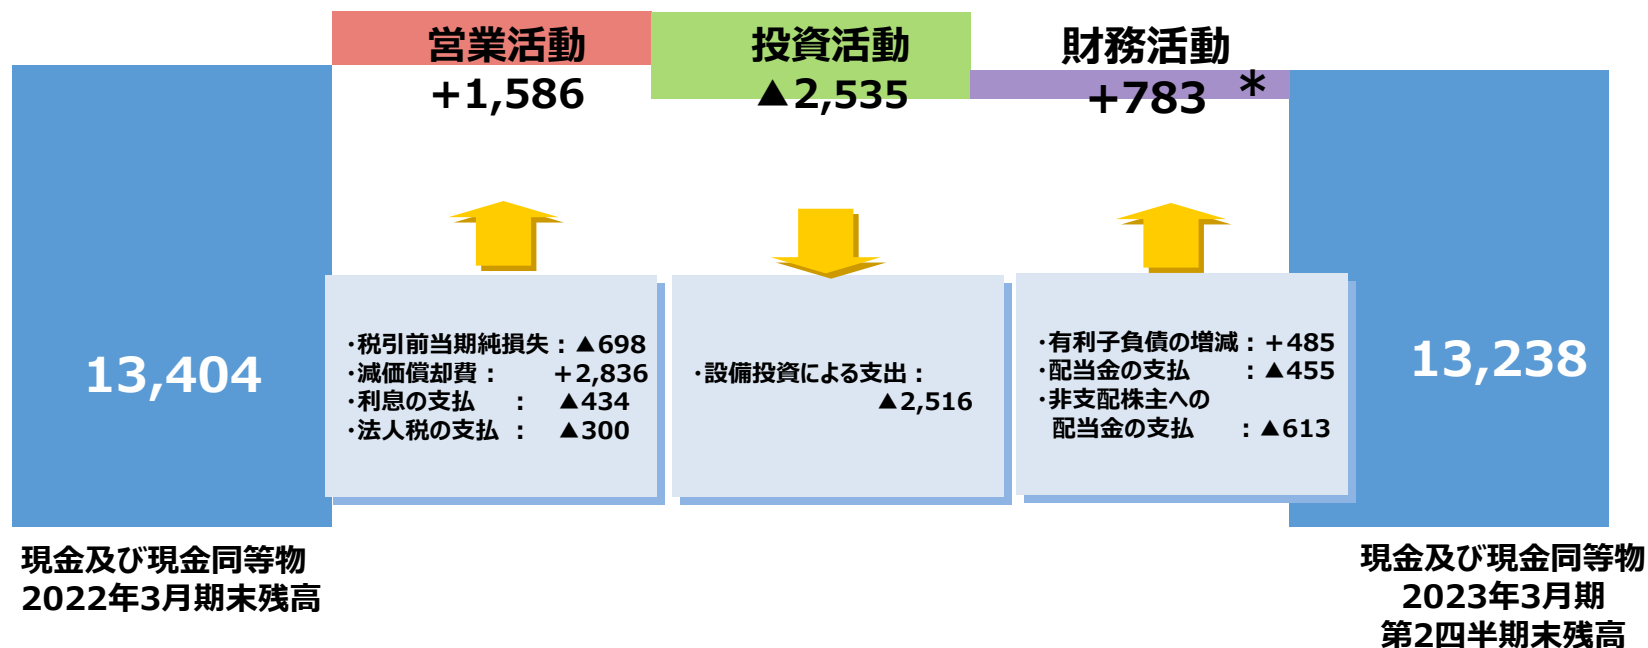 営業活動
+1,586
投資活動
▲2,535
財務活動
+783 *
13,404
・税引前当期純損失：▲698
・減価償却費： +2,836
・利息の支払 ： ▲434
・法人税の支払 ： ▲300
・設備投資による支出：
▲2,516
・有利子負債の増減：+485
・配当金の支払 ：▲455
・非支配株主への
配当金の支払 ：▲613
13,238
現金及び現金同等物
2022年3月期末残高
現金及び現金同等物
2023年3月期
第2四半期末残高